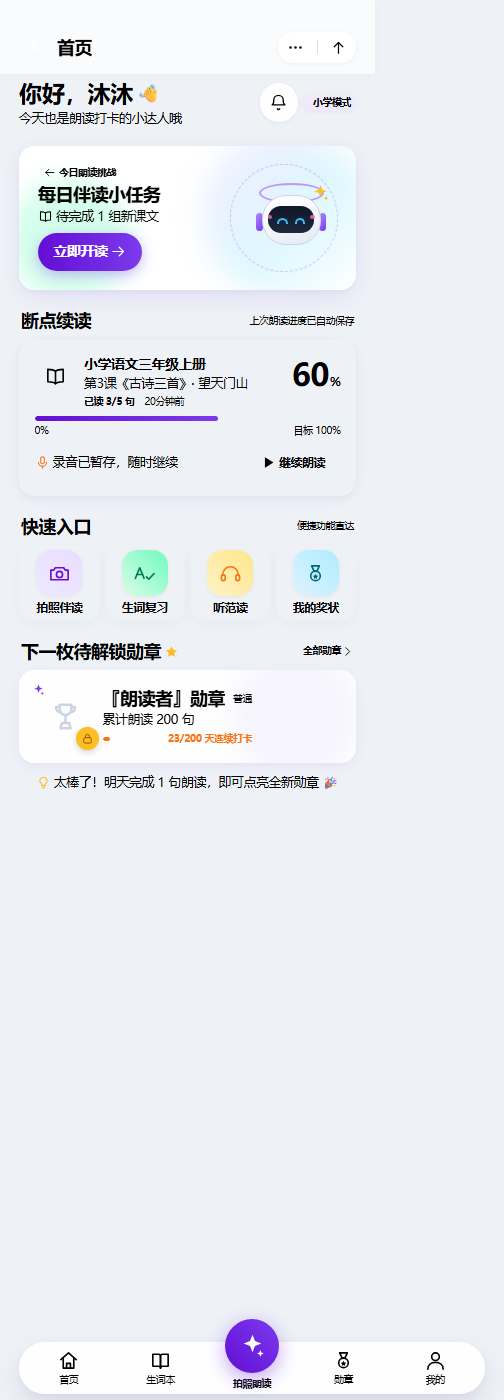 首页
你好，沐沐
小学模式
今天也是朗读打卡的小达人哦
今日朗读挑战
每日伴读小任务
待完成 1 组新课文
立即开读
断点续读
上次朗读进度已自动保存
小学语文三年级上册
第3课《古诗三首》· 望天门山
已读 3/5 句 20分钟前
60%
0%
目标 100%
录音已暂存，随时继续
继续朗读
快速入口
便捷功能直达
拍照伴读
生词复习
听范读
我的奖状
下一枚待解锁勋章
全部勋章
『朗读者』勋章 普通
累计朗读 200 句
23/200 天连续打卡
太棒了！明天完成 1 句朗读，即可点亮全新勋章
首页
生词本
拍照朗读
勋章
我的